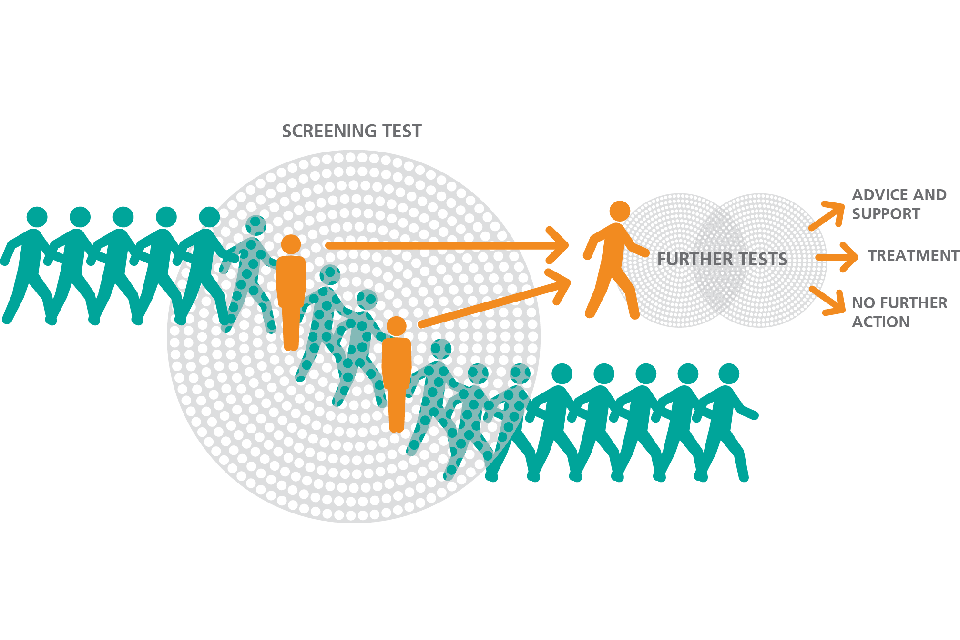 SCREENING TEST
ADVICE AND
SUPPORT
FURTHER TESTS
TREATMENT
NO FURTHER
ACTION